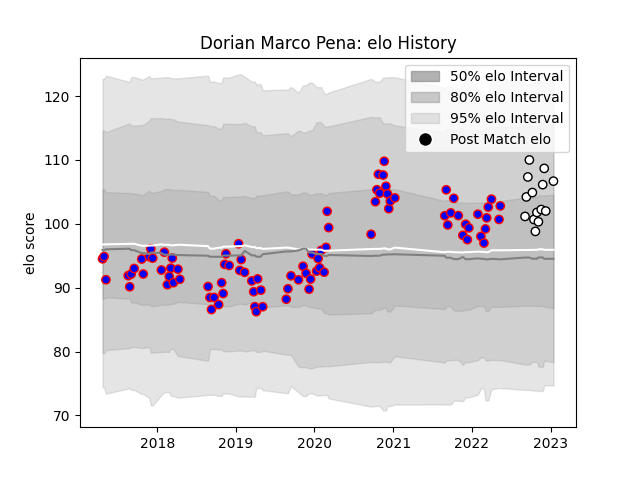 Dorian Marco Pena: elo History
50% elo Interval
80% elo Interval
95% elo Interval
Post Match elo
elo score
120
110
100
90
80
70
2018 2019 2020 2021 2022 2023